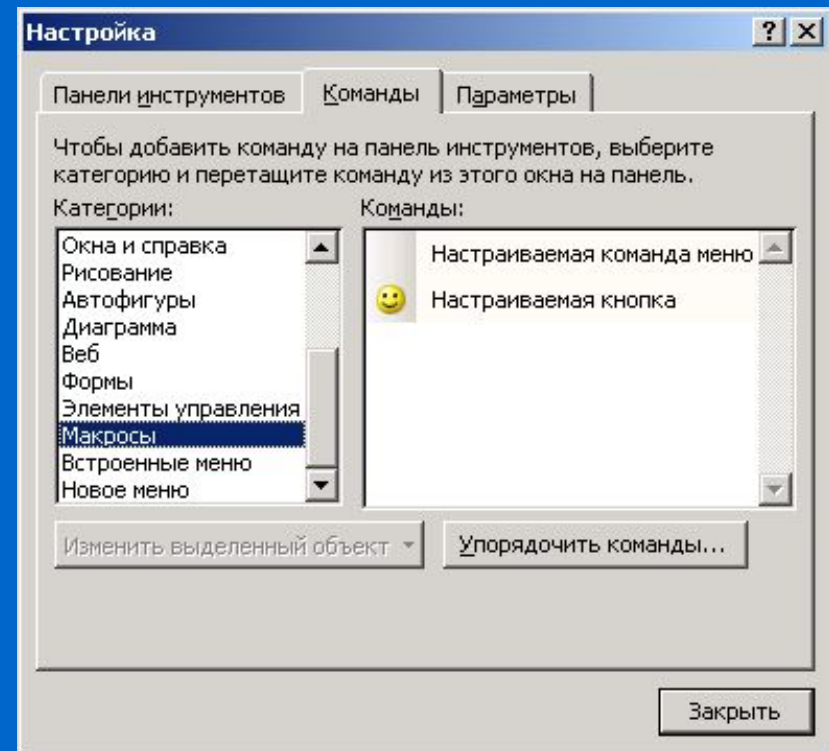 Настройка
Панели инструментов Команды Параметры
Чтобы добавить команду на панель инструментов, выберите
категорию и перетащите команду из этого окна на панель.
Категории: Команды:
Окна и справка
Рисование
Автофигуры
Диаграмма
Веб
Формы
Элементы управления
Макросы
Встроенные меню
Новое меню
Настраиваемая команда меню
Настраиваемая кнопка
Изменить выделенный объект Упорядочить команды...
Закрыть